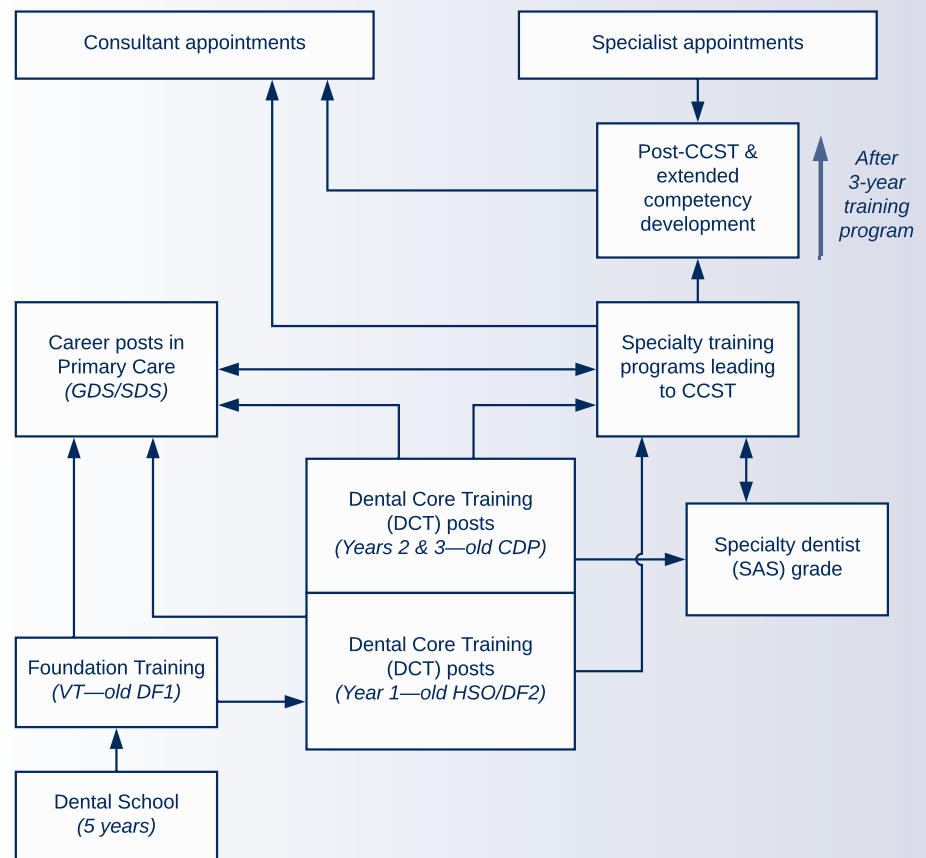 Consultant appointments
Specialist appointments
Post-CCST &
extended
competency
development
After
3-year
training
program
Career posts in
Primary Care
(GDS/SDS)
Specialty training
programs leading
to CCST
Dental Core Training
(DCT) posts
(Years 2 & 3—old CDP)
Specialty dentist
(SAS) grade
Dental Core Training
(DCT) posts
(Year 1—old HSO/DF2)
Foundation Training
(VT—old DF1)
Dental School
(5 years)